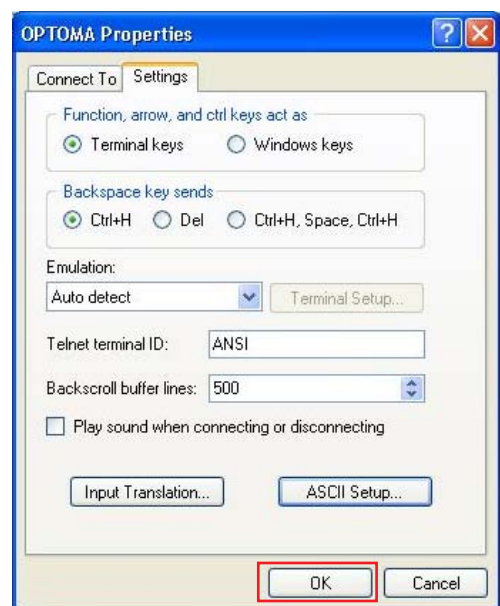 OPTOMA Properties
Connect To Settings
Function, arrow, and ctrl keys act as
Terminal keys Windows keys
Backspace key sends
Ctrl+H Del Ctrl+H, Space, Ctrl+H
Emulation:
Auto detect Terminal Setup...
Telnet terminal ID: ANSI
Backscroll buffer lines: 500
Play sound when connecting or disconnecting
Input Translation... ASCII Setup...
OK Cancel